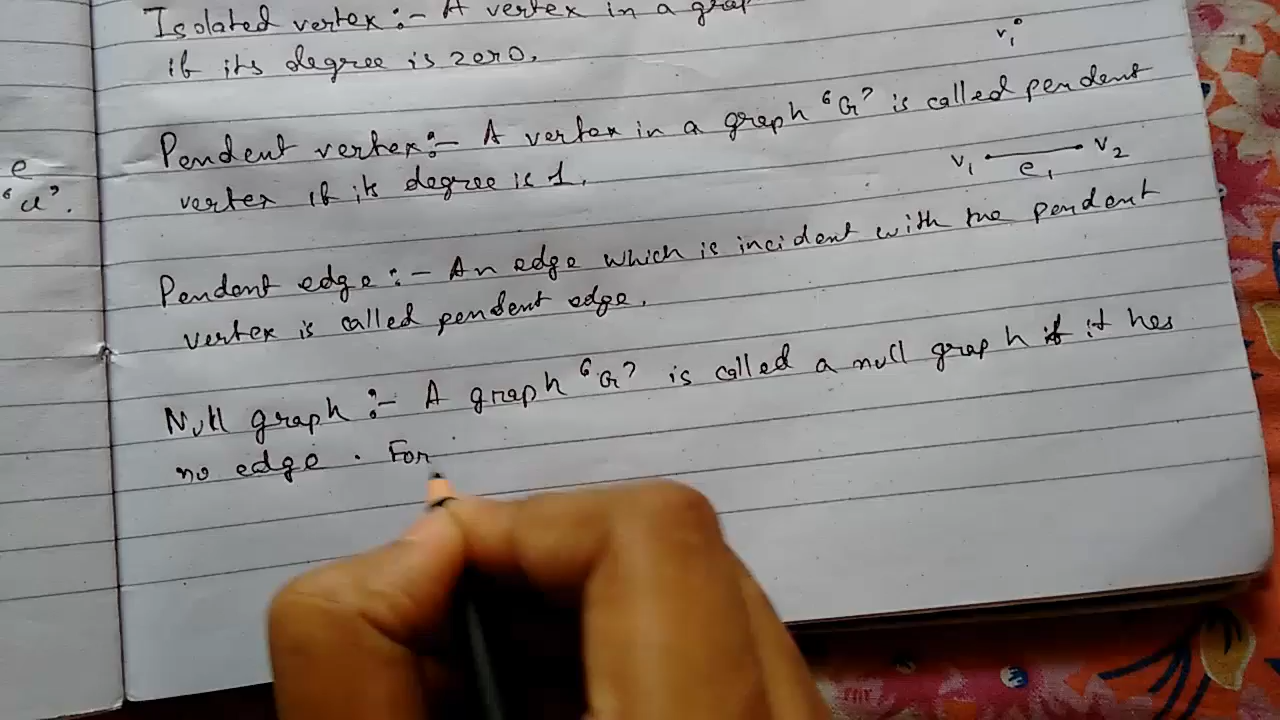 Isolated vertex :- A vertex in a grap
if its degree is zero.
v1
Pendent vertex :- A vertex in a graph 'G' is called pendent
vertex if its degree is 1.
v1 e1 v2
Pendent edge :- An edge which is incident with the pendent
vertex is called pendent edge.
Null graph :- A graph 'G' is called a null graph if it has
no edge. For
e
'u'.